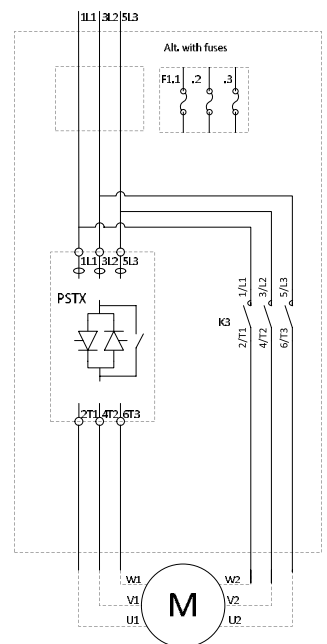 1L1 3L2 5L3
Alt. with fuses
F1.1 .2 .3
1L1 3L2 5L3
PSTX
1/L1 3/L2 5/L3
K3
2/T1 4/T2 6/T3
2T1 4T2 6T3
W1 W2
V1 M V2
U1 U2